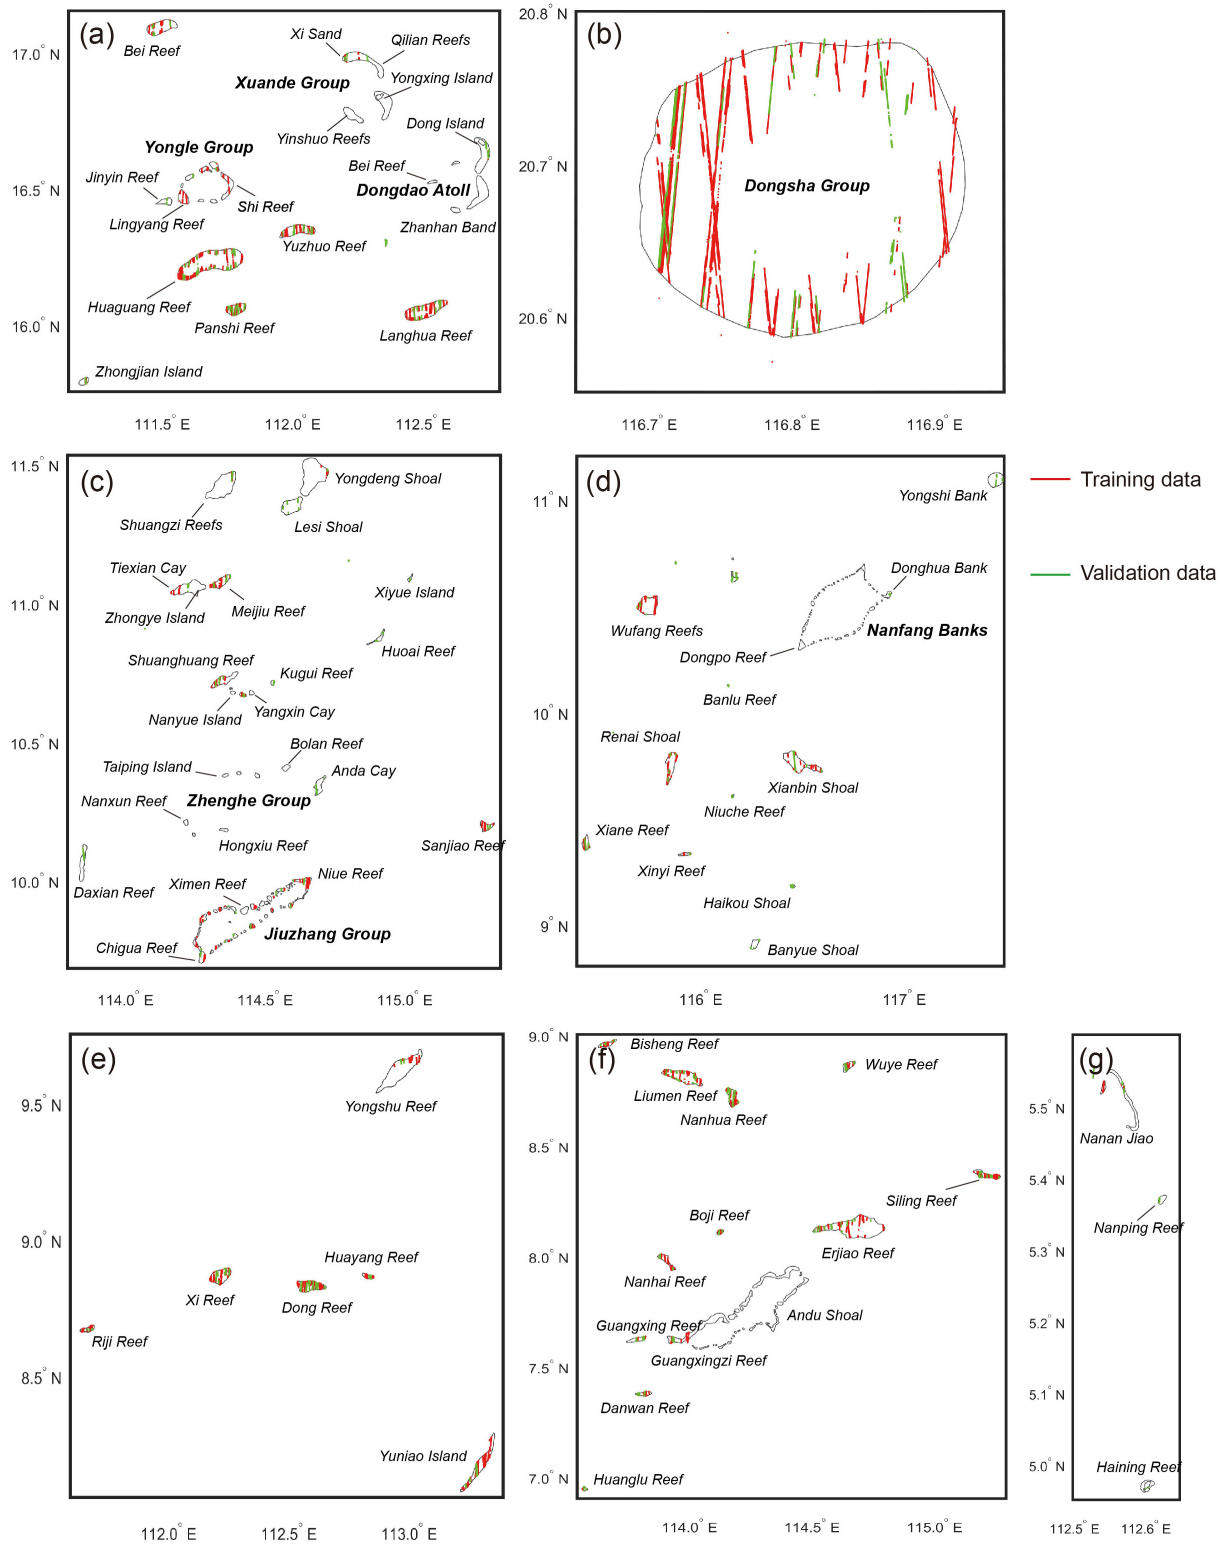 (a)
17.0° N
16.5° N
16.0° N
Bei Reef
Xi Sand
Qilian Reefs
Xuande Group
Yongxing Island
Yinshuo Reefs
Dong Island
Yongle Group
Bei Reef
Jinyin Reef
Dongdao Atoll
Shi Reef
Lingyang Reef
Zhanhan Band
Yuzhuo Reef
Huaguang Reef
Panshi Reef
Langhua Reef
Zhongjian Island
111.5° E
112.0° E
112.5° E
(b)
20.8° N
20.7° N
20.6° N
Dongsha Group
116.7° E
116.8° E
116.9° E
(c)
11.5° N
11.0° N
10.5° N
10.0° N
Yongdeng Shoal
Shuangzi Reefs
Lesi Shoal
Tiexian Cay
Xiyue Island
Zhongye Island
Meijiu Reef
Huoai Reef
Shuanghuang Reef
Kugui Reef
Nanyue Island
Yangxin Cay
Bolan Reef
Taiping Island
Anda Cay
Nanxun Reef
Zhenghe Group
Hongxiu Reef
Sanjiao Reef
Daxian Reef
Ximen Reef
Niue Reef
Jiuzhang Group
Chigua Reef
114.0° E
114.5° E
115.0° E
(d)
11° N
10° N
9° N
Yongshi Bank
Donghua Bank
Wufang Reefs
Nanfang Banks
Dongpo Reef
Banlu Reef
Renai Shoal
Xianbin Shoal
Niuche Reef
Xiane Reef
Xinyi Reef
Haikou Shoal
Banyue Shoal
116° E
117° E
Training data
Validation data
(e)
9.5° N
9.0° N
8.5° N
Yongshu Reef
Huayang Reef
Xi Reef
Dong Reef
Riji Reef
Yuniao Island
112.0° E
112.5° E
113.0° E
(f)
9.0° N
8.5° N
8.0° N
7.5° N
7.0° N
Bisheng Reef
Wuye Reef
Liumen Reef
Nanhua Reef
Siling Reef
Boji Reef
Erjiao Reef
Nanhai Reef
Andu Shoal
Guangxing Reef
Guangxingzi Reef
Danwan Reef
Huanglu Reef
114.0° E
114.5° E
115.0° E
(g)
5.5° N
5.4° N
5.3° N
5.2° N
5.1° N
5.0° N
Nanan Jiao
Nanping Reef
Haining Reef
112.5° E
112.6° E